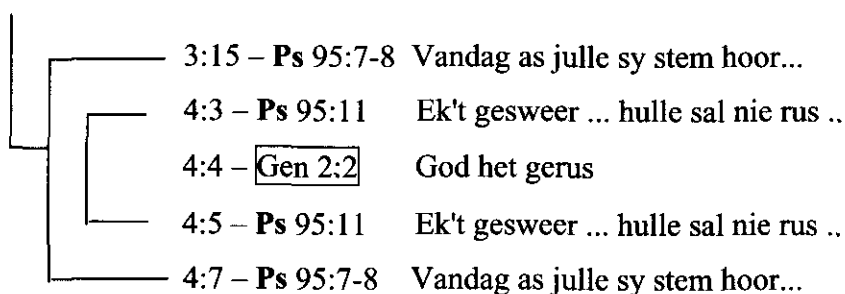 3:15 – Ps 95:7-8 Vandag as julle sy stem hoor...
4:3 – Ps 95:11 Ek't gesweer ... hulle sal nie rus ..
4:4 – Gen 2:2 God het gerus
4:5 – Ps 95:11 Ek't gesweer ... hulle sal nie rus ..
4:7 – Ps 95:7-8 Vandag as julle sy stem hoor...